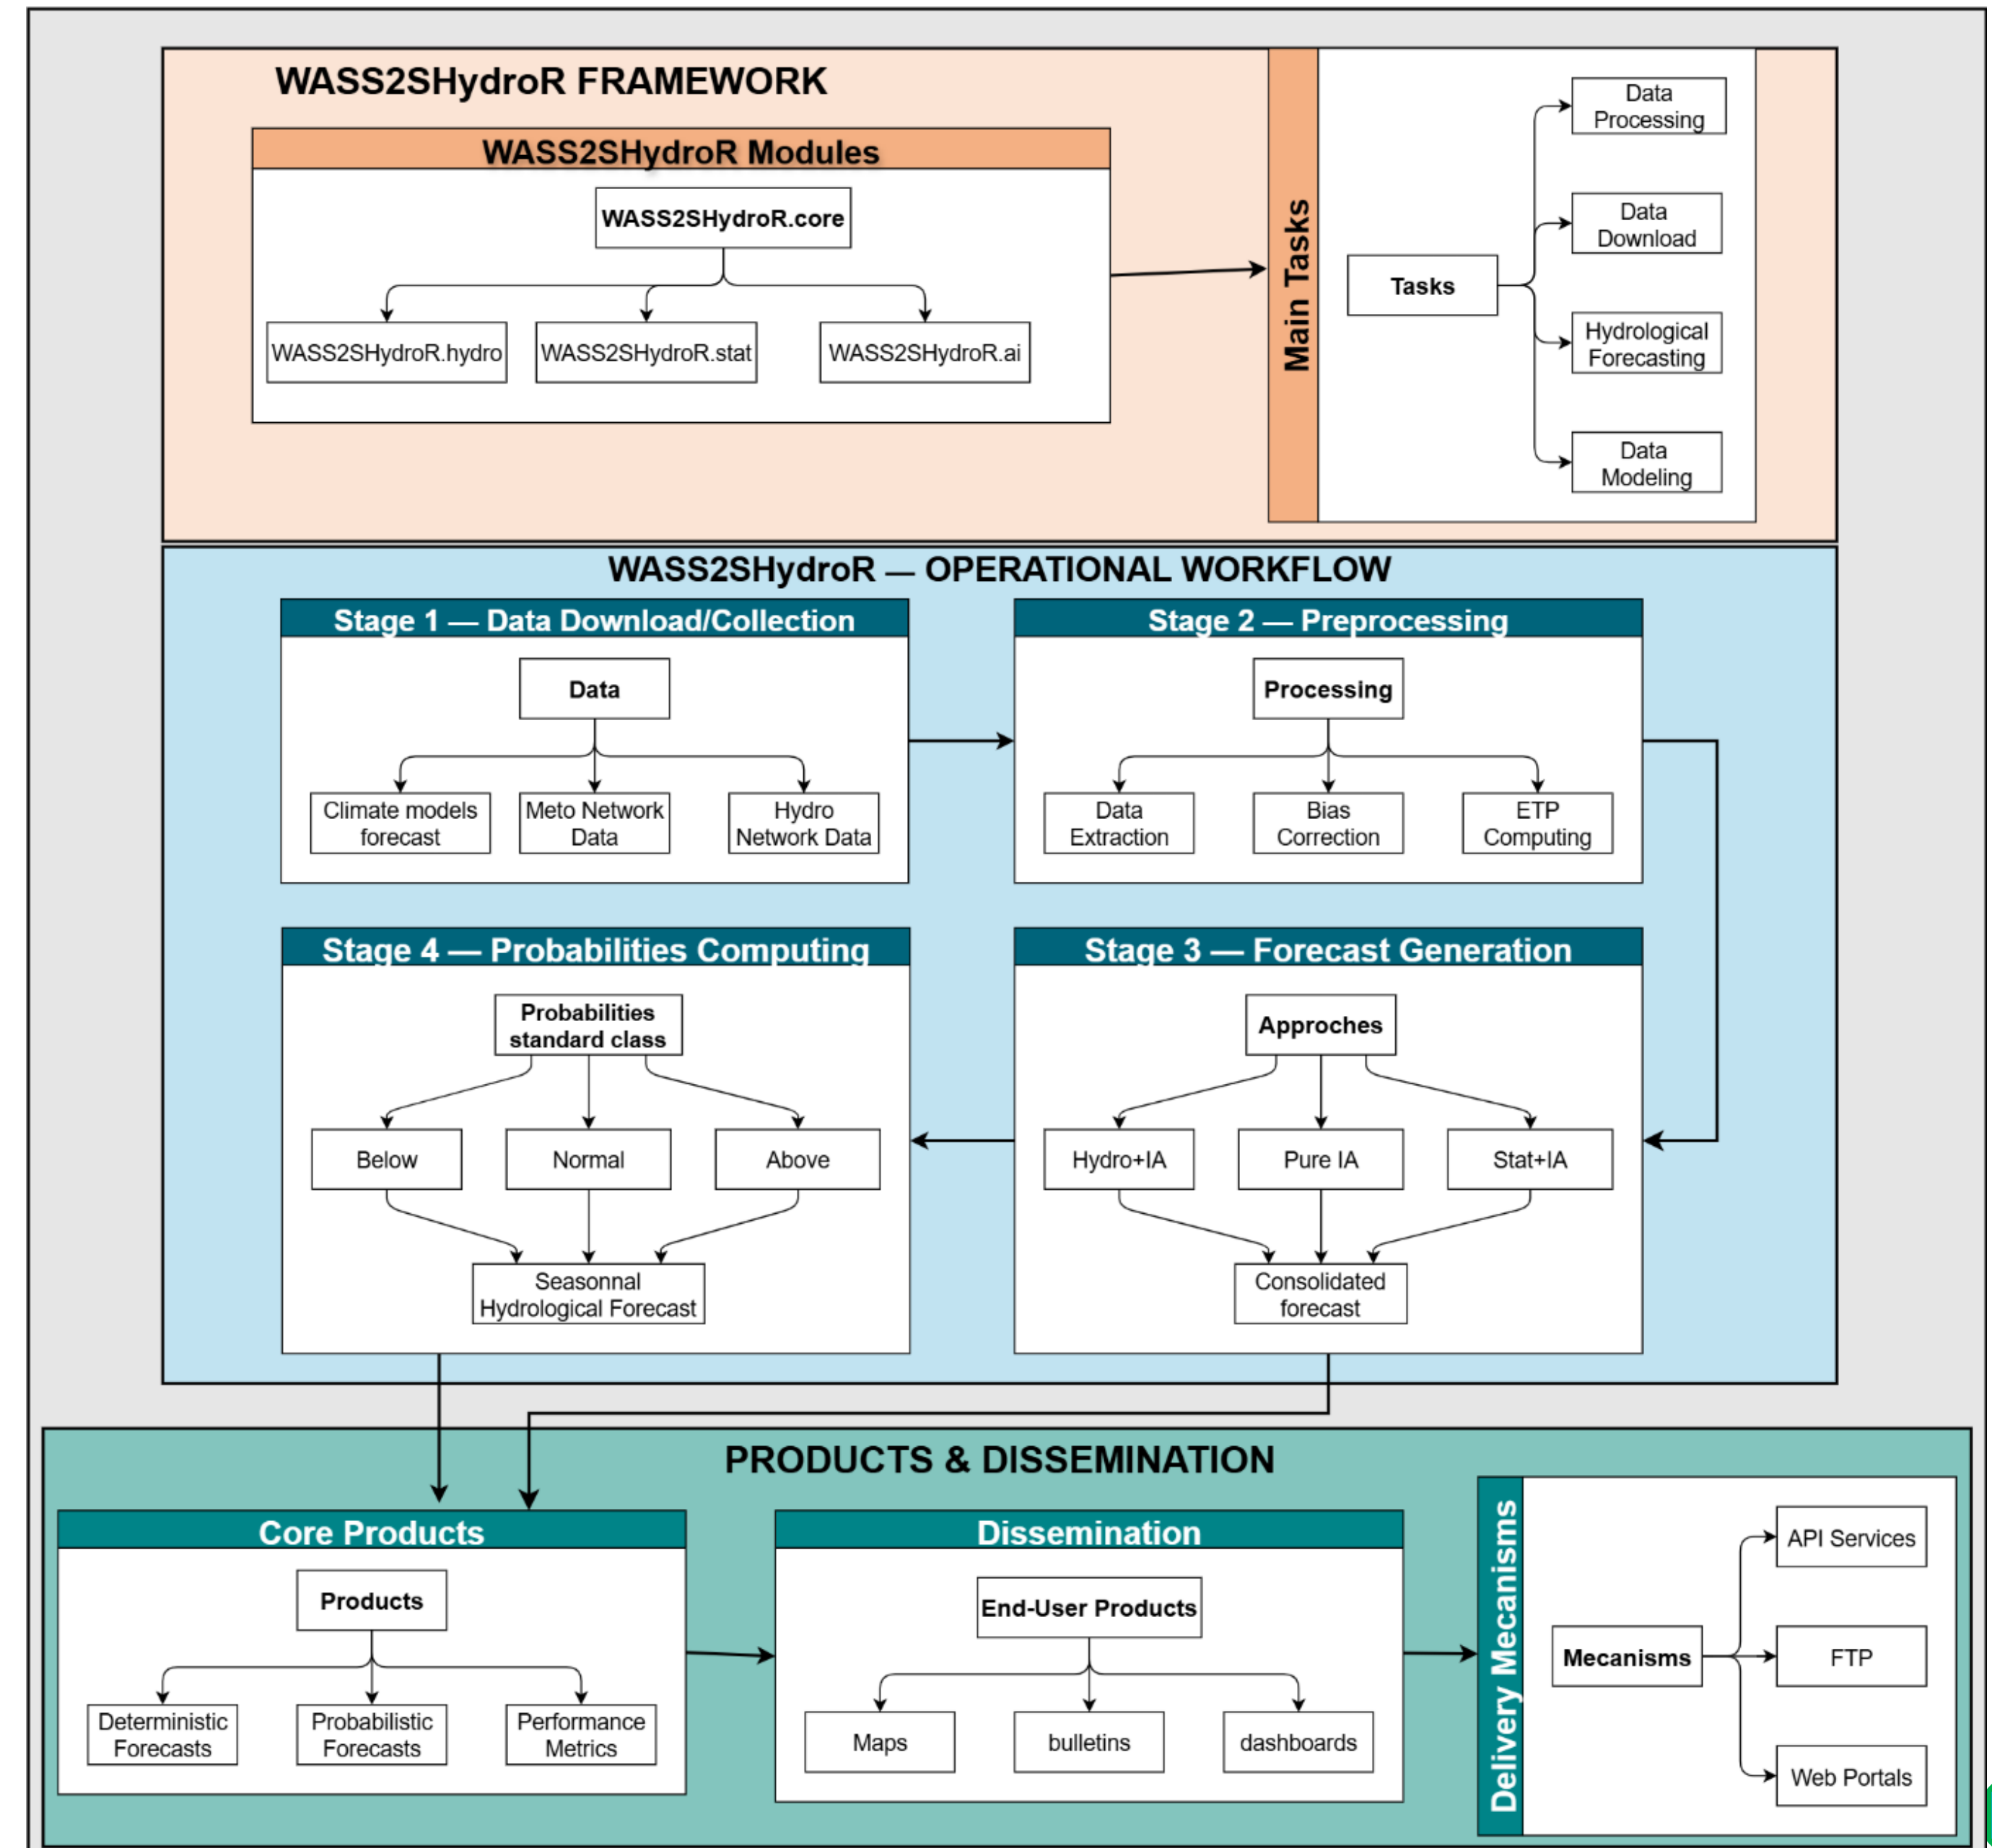 WASS2SHydroR FRAMEWORK
WASS2SHydroR Modules
WASS2SHydroR.core
WASS2SHydroR.hydro
WASS2SHydroR.stat
WASS2SHydroR.ai
Main Tasks
Tasks
Data
Processing
Data
Download
Hydrological
Forecasting
Data
Modeling
WASS2SHydroR — OPERATIONAL WORKFLOW
Stage 1 — Data Download/Collection
Data
Climate models
forecast
Meto Network
Data
Hydro
Network Data
Stage 2 — Preprocessing
Processing
Data
Extraction
Bias
Correction
ETP
Computing
Stage 4 — Probabilities Computing
Probabilities
standard class
Below
Normal
Above
Seasonnal
Hydrological Forecast
Stage 3 — Forecast Generation
Approches
Hydro+IA
Pure IA
Stat+IA
Consolidated
forecast
PRODUCTS & DISSEMINATION
Core Products
Products
Deterministic
Forecasts
Probabilistic
Forecasts
Performance
Metrics
Dissemination
End-User Products
Maps
bulletins
dashboards
Delivery Mecanisms
Mecanisms
API Services
FTP
Web Portals